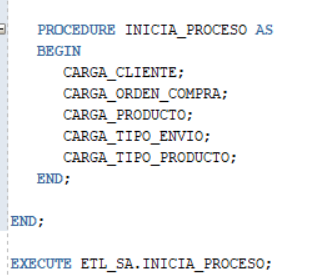 PROCEDURE INICIA_PROCESO AS
BEGIN
CARGA_CLIENTE;
CARGA_ORDEN_COMPRA;
CARGA_PRODUCTO;
CARGA_TIPO_ENVIO;
CARGA_TIPO_PRODUCTO;
END;
END;
EXECUTE ETL_SA.INICIA_PROCESO;